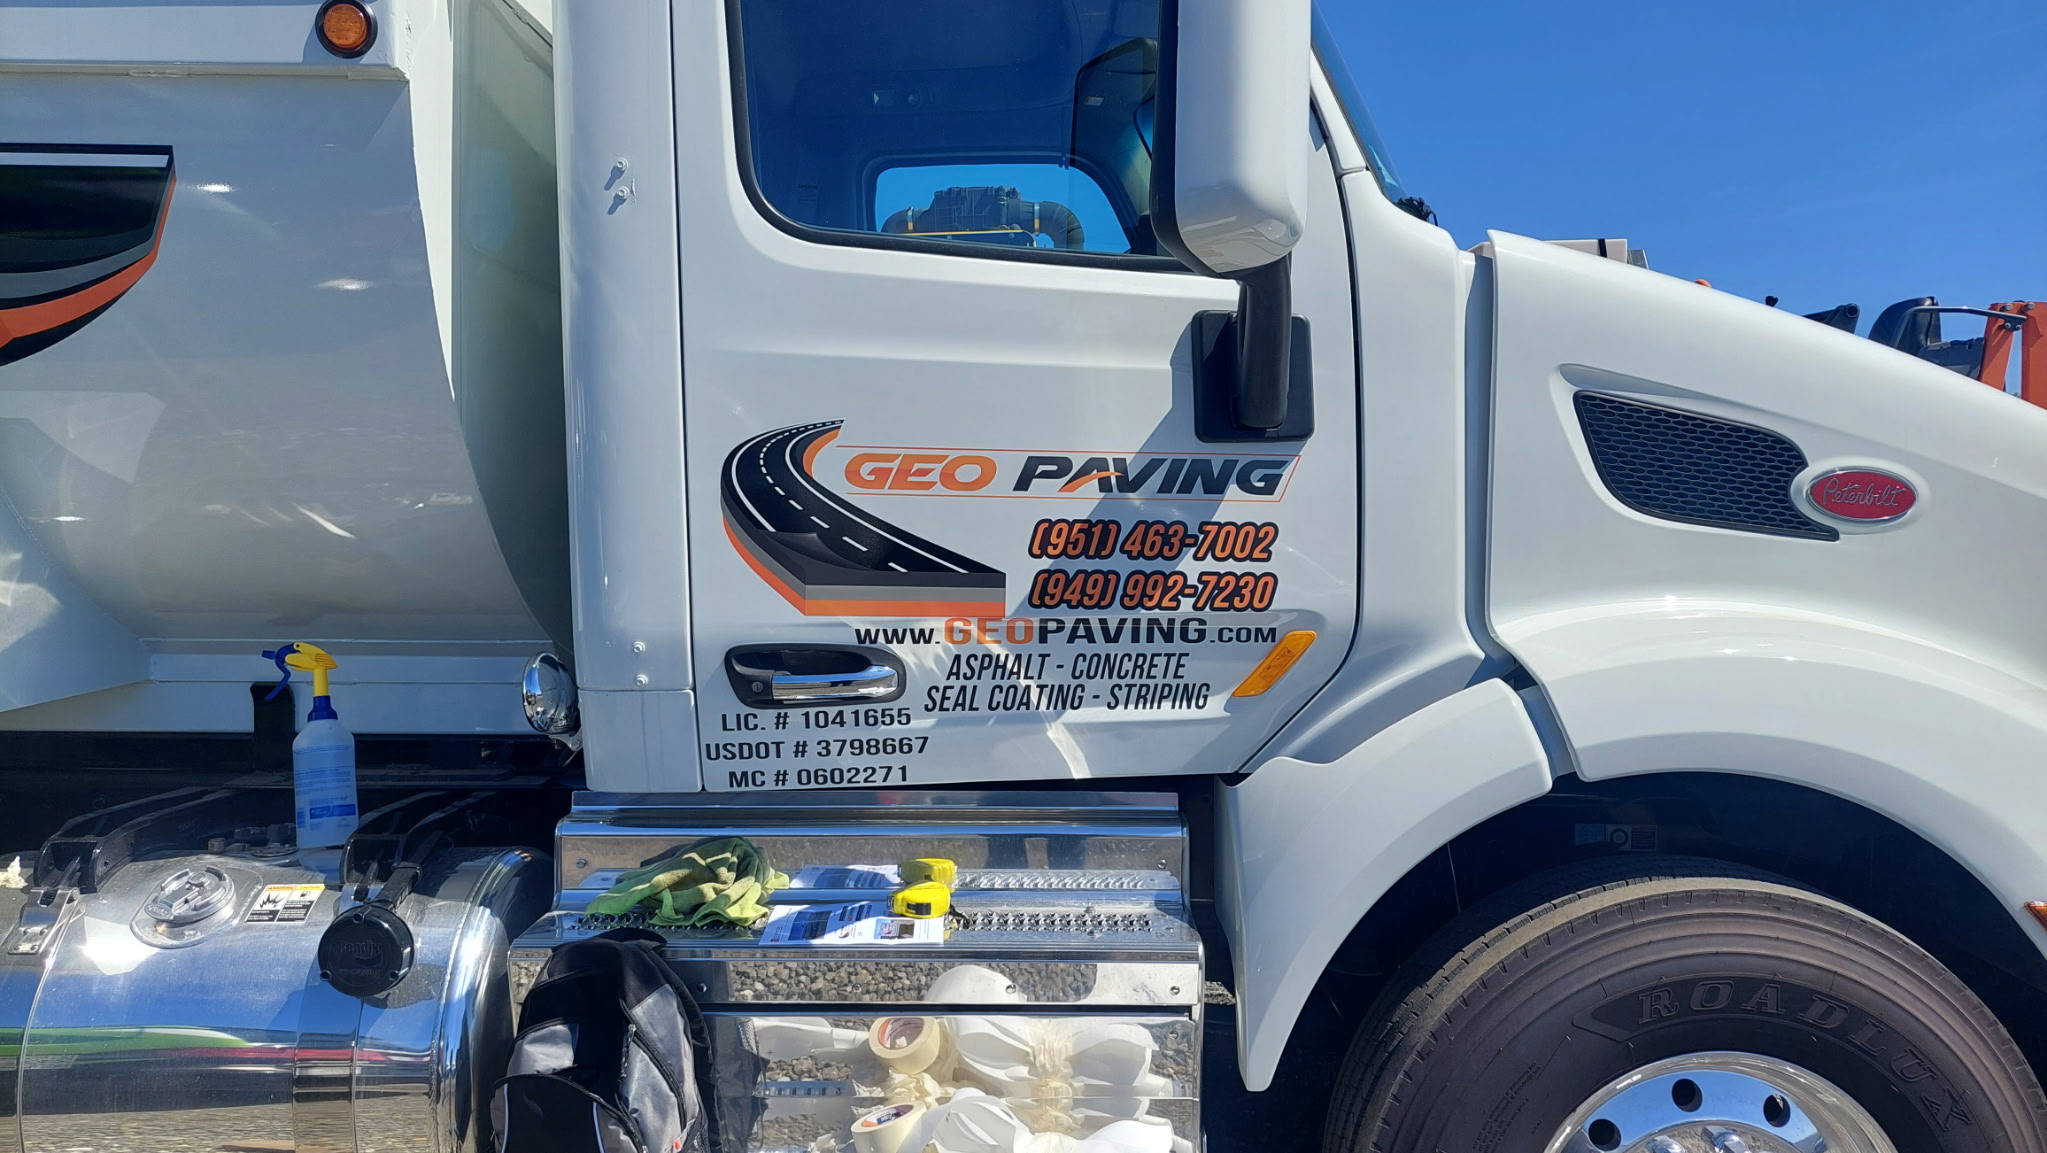 GEO PAVING
(951) 463-7002
(949) 992-7230
www.GEOPAVING.com
ASPHALT - CONCRETE
SEAL COATING - STRIPING
LIC. # 1041655
USDOT # 3798667
MC # 0602271
Peterbilt
ROADLUX